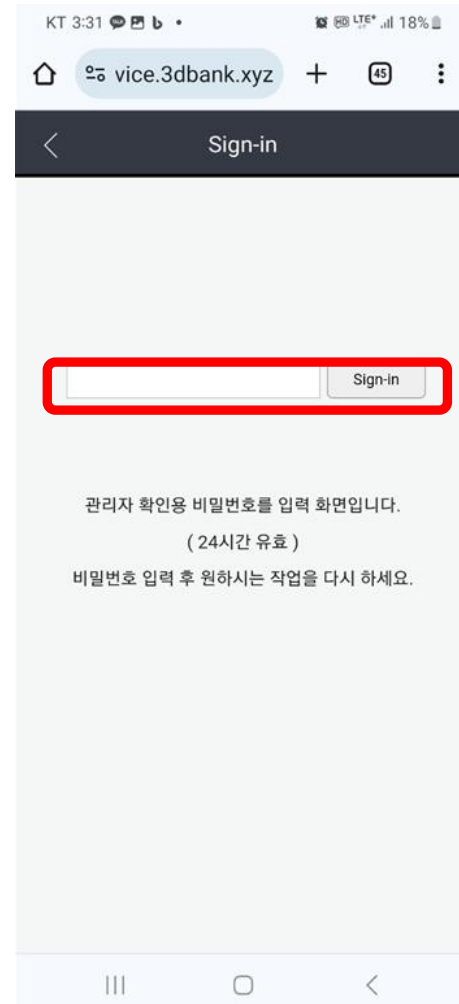 KT 3:31
LTE+ 18%
vice.3dbank.xyz
45
Sign-in
Sign-in
관리자 확인용 비밀번호를 입력 화면입니다.
( 24시간 유효 )
비밀번호 입력 후 원하시는 작업을 다시 하세요.